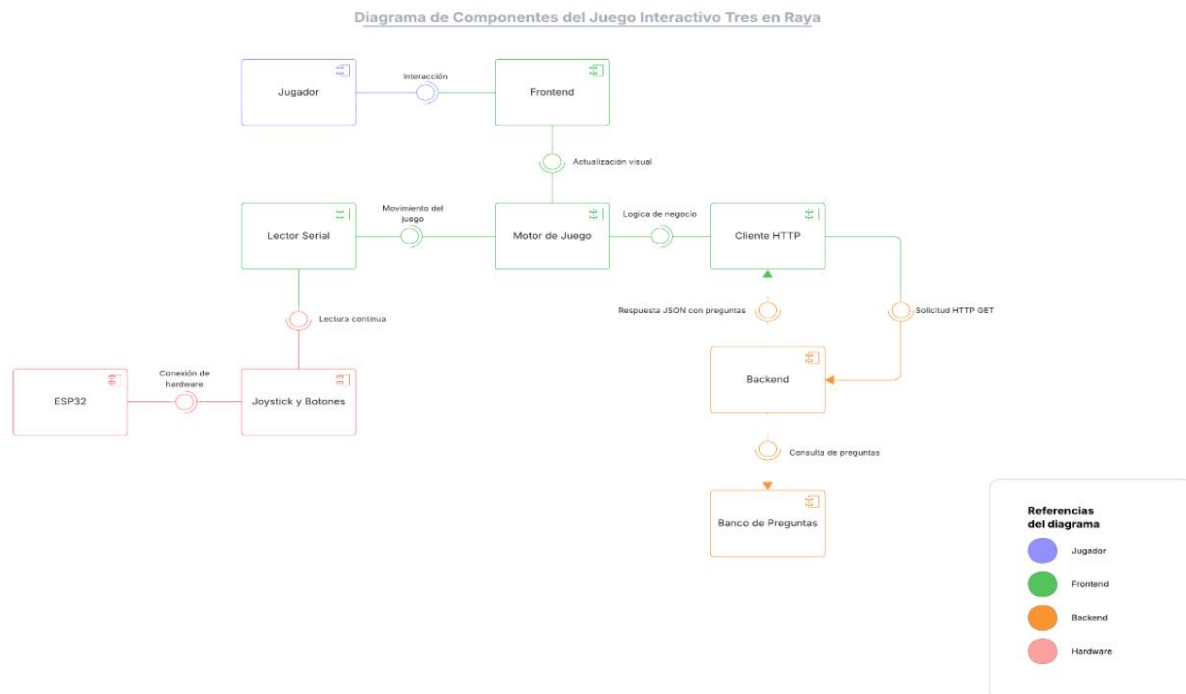 Diagrama de Componentes del Juego Interactivo Tres en Raya
Jugador
Interacción
Frontend
Actualización visual
Lector Serial
Movimiento del
juego
Motor de Juego
Logica de negocio
Cliente HTTP
Lectura continua
Respuesta JSON con preguntas
Solicitud HTTP GET
ESP32
Conexión de
hardware
Joystick y Botones
Backend
Consulta de preguntas
Banco de Preguntas
Referencias
del diagrama
Jugador
Frontend
Backend
Hardware